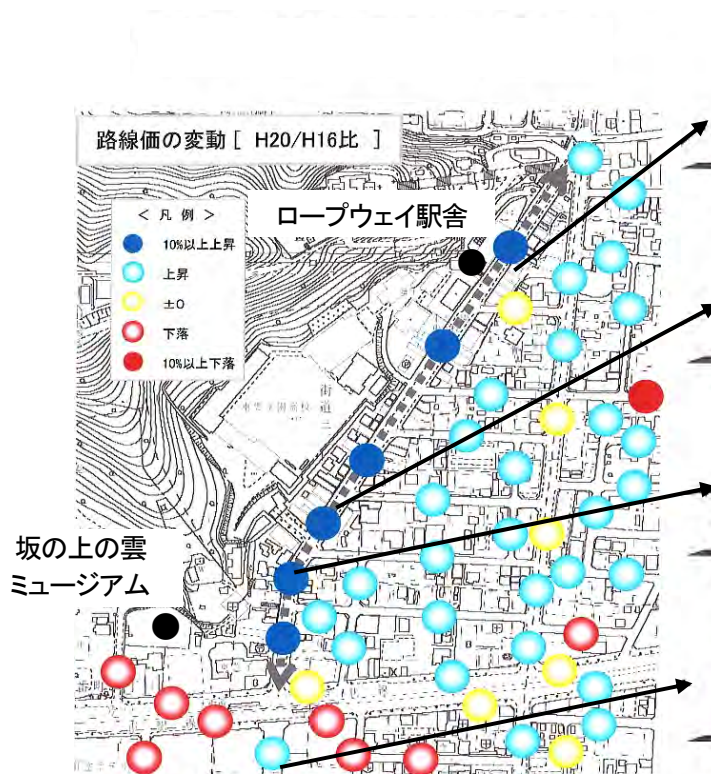 路線価の変動 [ H20/H16比 ]
ロープウェイ駅舎
< 凡 例 >
10%以上上昇
上昇
±0
下落
10%以上下落
坂の上の雲
ミュージアム